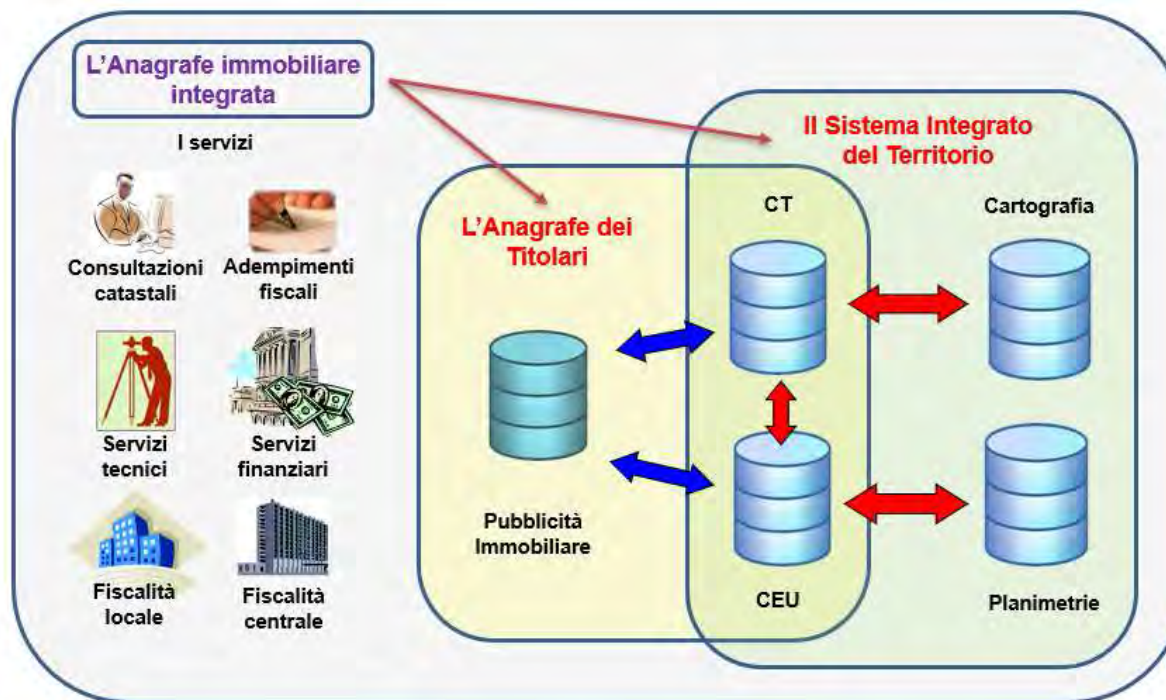 L'Anagrafe immobiliare
integrata
I servizi
Consultazioni
catastali
Adempimenti
fiscali
Servizi
tecnici
Servizi
finanziari
Fiscalità
locale
Fiscalità
centrale
L'Anagrafe dei
Titolari
Pubblicità
Immobiliare
Il Sistema Integrato
del Territorio
CT
Cartografia
CEU
Planimetrie